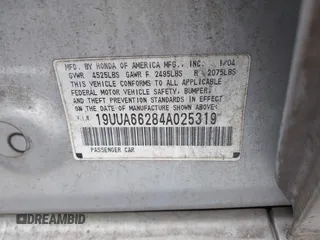 MFD. BY HONDA OF AMERICA MFG., INC. 1/04
GVWR 4525LBS GAWR F 2495LBS R 2075LBS
THIS VEHICLE CONFORMS TO ALL APPLICABLE
FEDERAL MOTOR VEHICLE SAFETY, BUMPER,
AND THEFT PREVENTION STANDARDS IN EFFECT
ON THE DATE OF MANUFACTURE SHOWN ABOVE.
V.I.N. 19UUA66284A025319
PASSENGER CAR
DREAMBID